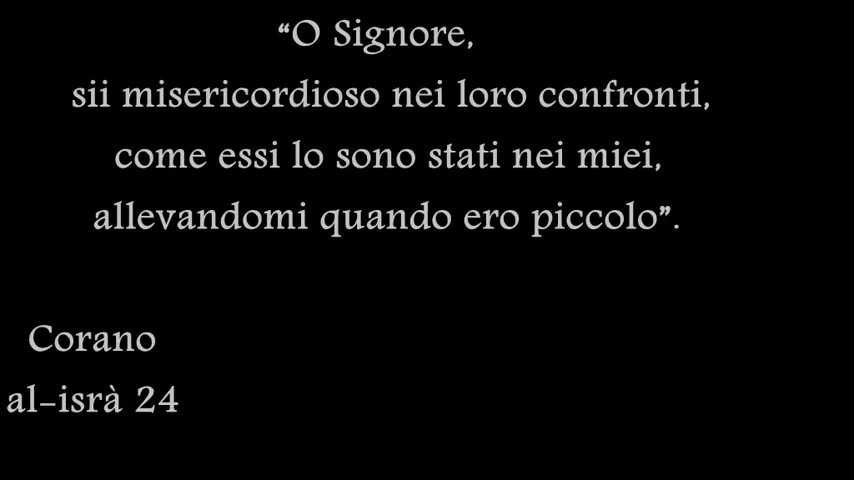 “O Signore,
sii misericordioso nei loro confronti,
come essi lo sono stati nei miei,
allevandomi quando ero piccolo”.
Corano
al-isrà 24